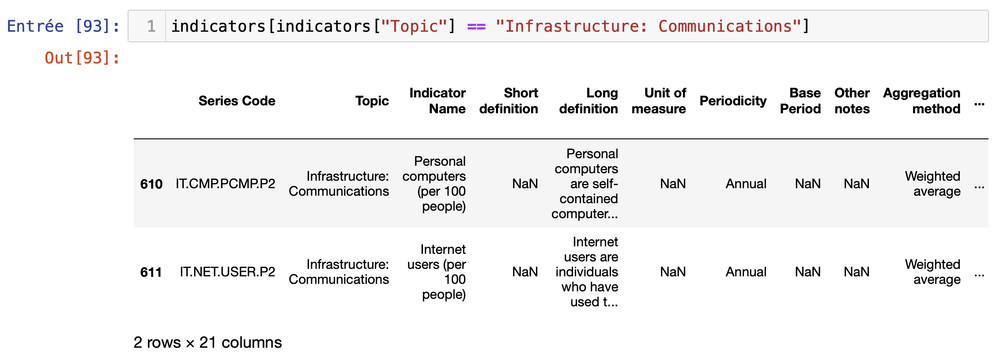 Entrée [93]: 1 indicators[indicators["Topic"] == "Infrastructure: Communications"]
Out[93]:
Series Code Topic Indicator Name Short definition Long definition Unit of measure Periodicity Base Period Other notes Aggregation method ...
610 IT.CMP.PCMP.P2 Infrastructure: Communications Personal computers (per 100 people) NaN Personal computers are self-contained computer... NaN Annual NaN NaN Weighted average ...
611 IT.NET.USER.P2 Infrastructure: Communications Internet users (per 100 people) NaN Internet users are individuals who have used t... NaN Annual NaN NaN Weighted average ...
2 rows × 21 columns